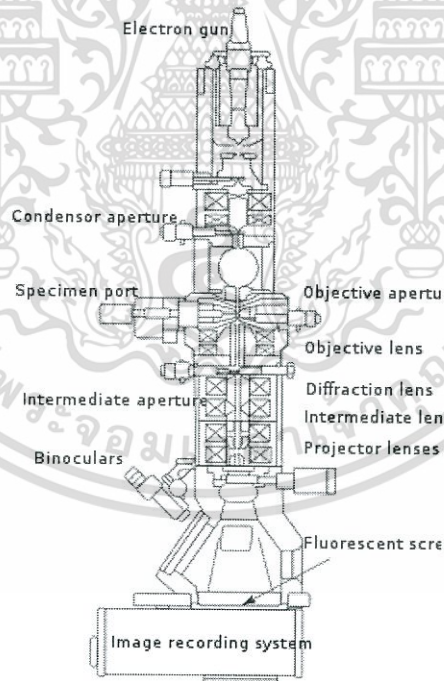 Electron gun
Condensor aperture
Specimen port
Objective apertu
Objective lens
Intermediate aperture
Diffraction lens
Intermediate len
Binoculars
Projector lenses
Fluorescent scre
Image recording system